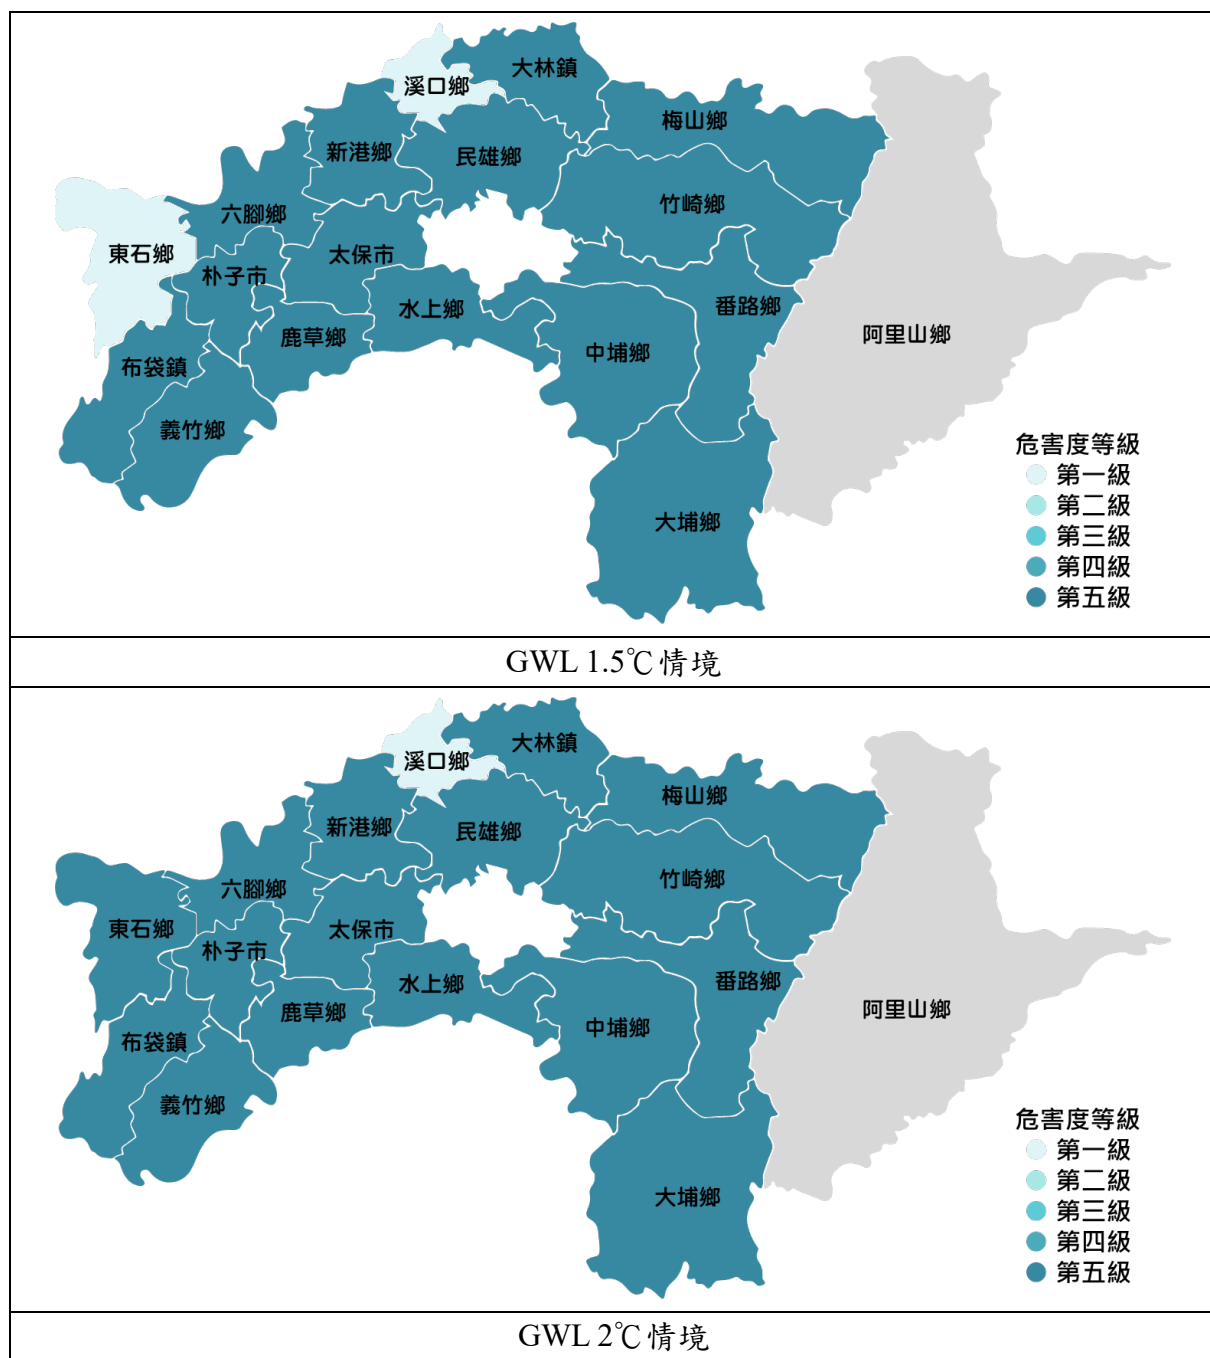 大林鎮
溪口鄉
梅山鄉
新港鄉
民雄鄉
竹崎鄉
六腳鄉
東石鄉
太保市
朴子市
水上鄉
番路鄉
鹿草鄉
中埔鄉
阿里山鄉
布袋鎮
義竹鄉
大埔鄉
危害度等級
第一級
第二級
第三級
第四級
第五級
GWL 1.5℃情境
大林鎮
溪口鄉
梅山鄉
新港鄉
民雄鄉
竹崎鄉
六腳鄉
東石鄉
太保市
朴子市
水上鄉
番路鄉
鹿草鄉
中埔鄉
阿里山鄉
布袋鎮
義竹鄉
大埔鄉
危害度等級
第一級
第二級
第三級
第四級
第五級
GWL 2℃情境